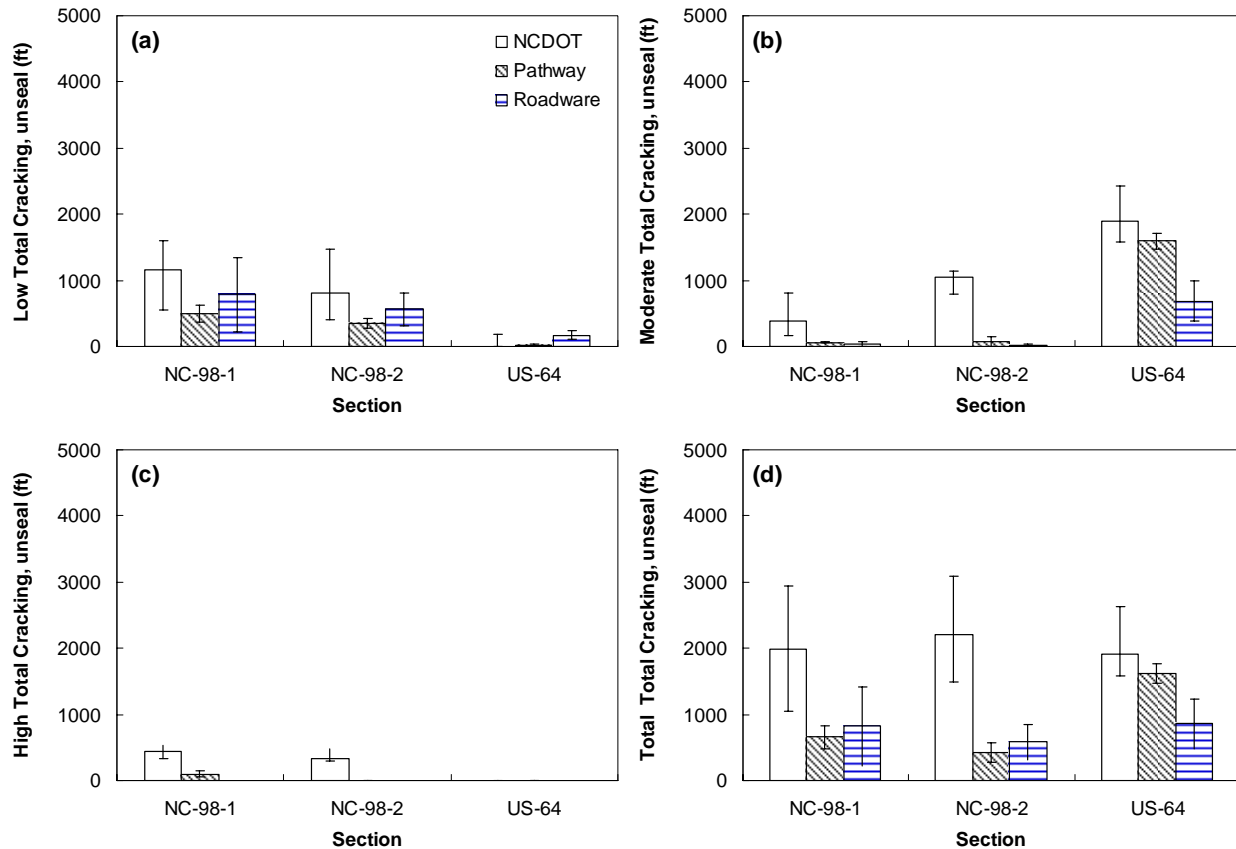 (a)
Low Total Cracking, unseal (ft)
5000
4000
3000
2000
1000
0
NCDOT
Pathway
Roadware
NC-98-1 NC-98-2 US-64
Section
(b)
Moderate Total Cracking, unseal (ft)
5000
4000
3000
2000
1000
0
NC-98-1 NC-98-2 US-64
Section
(c)
High Total Cracking, unseal (ft)
5000
4000
3000
2000
1000
0
NC-98-1 NC-98-2 US-64
Section
(d)
Total Total Cracking, unseal (ft)
5000
4000
3000
2000
1000
0
NC-98-1 NC-98-2 US-64
Section